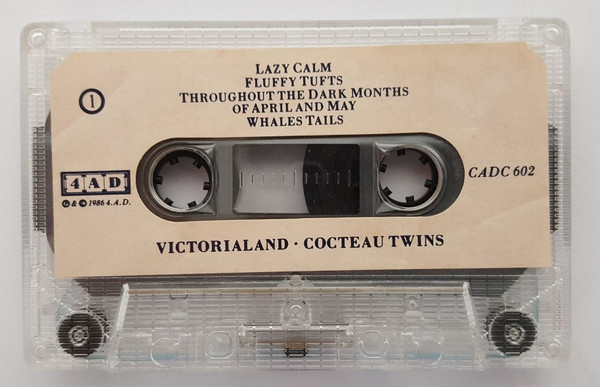 LAZY CALM
FLUFFY TUFTS
THROUGHOUT THE DARK MONTHS
OF APRIL AND MAY
WHALES TAILS
1
4AD
℗ & © 1986 4.A.D.
CADC 602
VICTORIALAND · COCTEAU TWINS